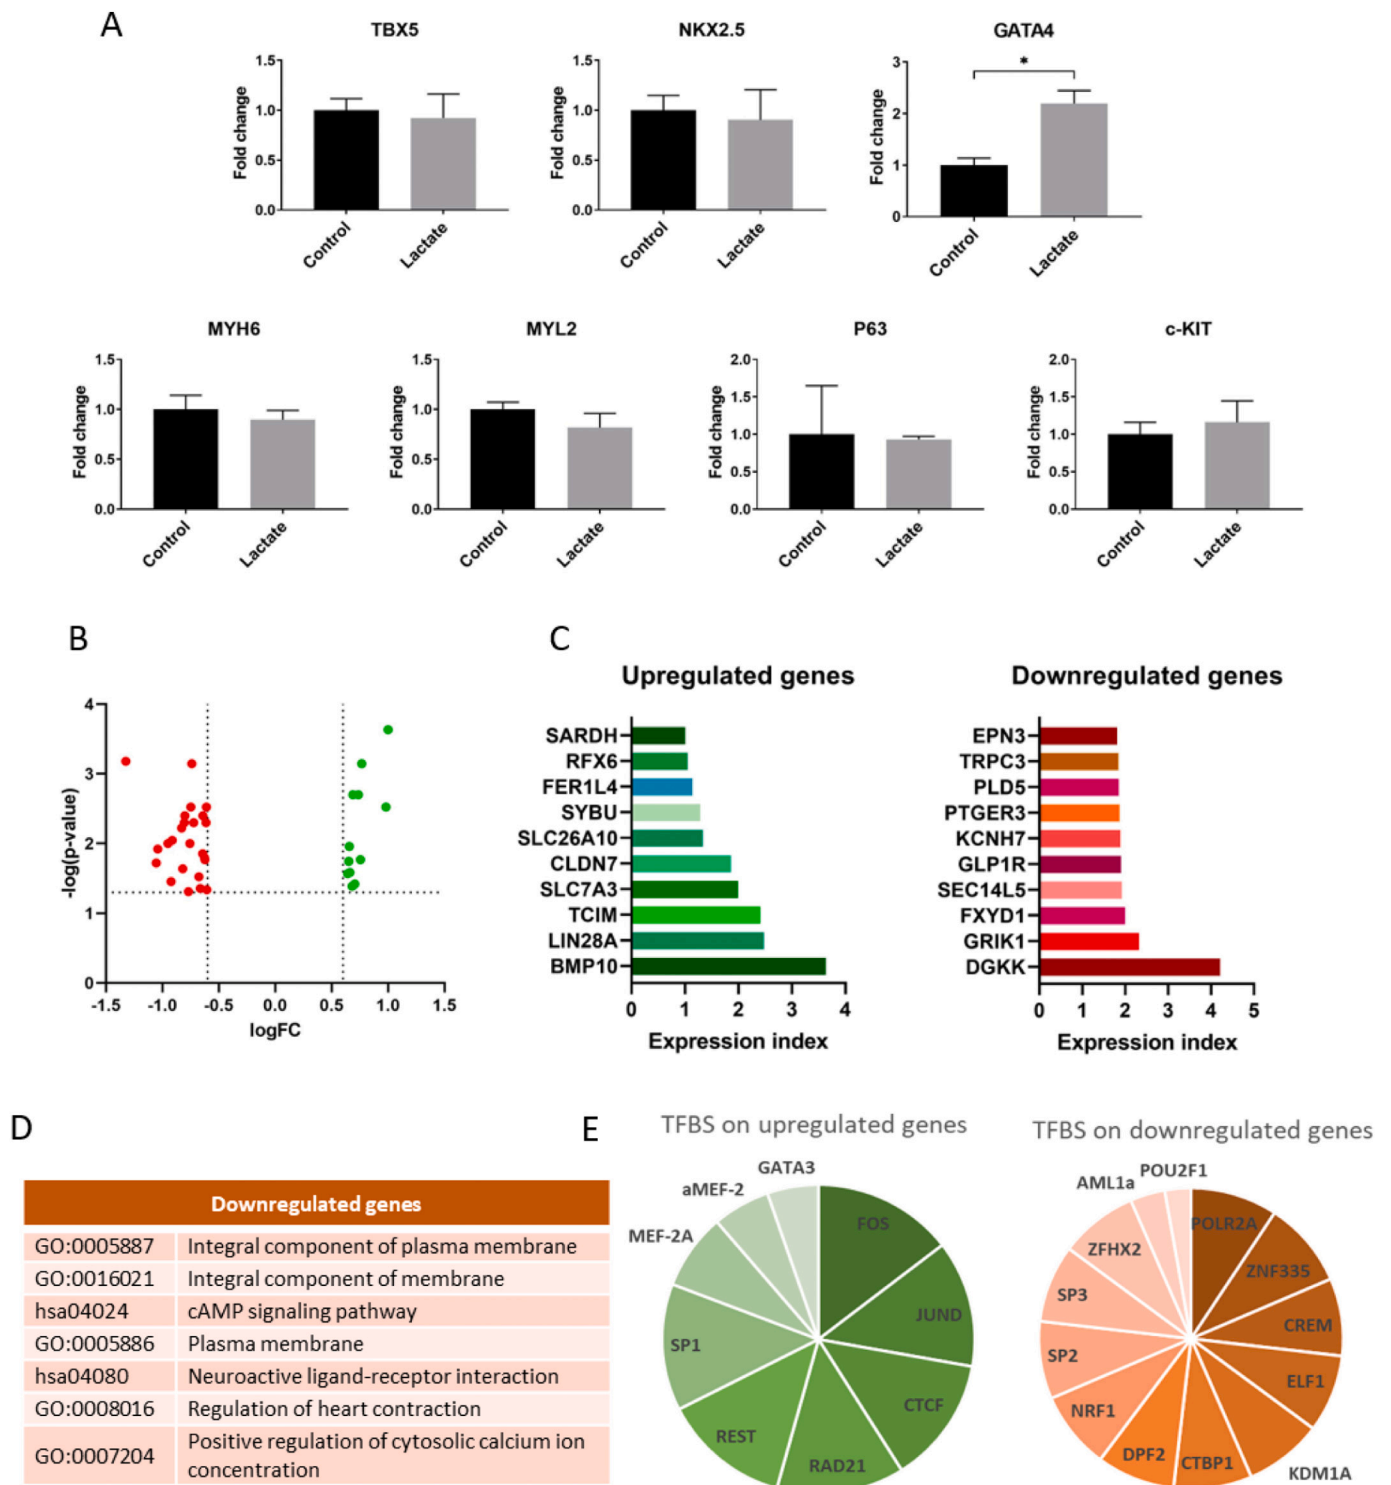 A
TBX5
Fold change
1.5
1.0
0.5
0.0
Control
Lactate
NKX2.5
Fold change
1.5
1.0
0.5
0.0
Control
Lactate
GATA4
Fold change
3
2
1
0
*
Control
Lactate
MYH6
Fold change
1.5
1.0
0.5
0.0
Control
Lactate
MYL2
Fold change
1.5
1.0
0.5
0.0
Control
Lactate
P63
Fold change
2.0
1.5
1.0
0.5
0.0
Control
Lactate
c-KIT
Fold change
2.0
1.5
1.0
0.5
0.0
Control
Lactate
B
-log(p-value)
4
3
2
1
0
-1.5 -1.0 -0.5 0.0 0.5 1.0 1.5
logFC
C
Upregulated genes
SARDH
RFX6
FER1L4
SYBU
SLC26A10
CLDN7
SLC7A3
TCIM
LIN28A
BMP10
0 1 2 3 4
Expression index
Downregulated genes
EPN3
TRPC3
PLD5
PTGER3
KCNH7
GLP1R
SEC14L5
FXYD1
GRIK1
DGKK
0 1 2 3 4 5
Expression index
D
Downregulated genes
GO:0005887 Integral component of plasma membrane
GO:0016021 Integral component of membrane
hsa04024 cAMP signaling pathway
GO:0005886 Plasma membrane
hsa04080 Neuroactive ligand-receptor interaction
GO:0008016 Regulation of heart contraction
GO:0007204 Positive regulation of cytosolic calcium ion
concentration
E
TFBS on upregulated genes
GATA3
aMEF-2
MEF-2A
SP1
REST
RAD21
CTCF
JUND
FOS
TFBS on downregulated genes
POU2F1
AML1a
ZFHX2
SP3
SP2
NRF1
DPF2
CTBP1
KDM1A
ELF1
CREM
ZNF335
POLR2A